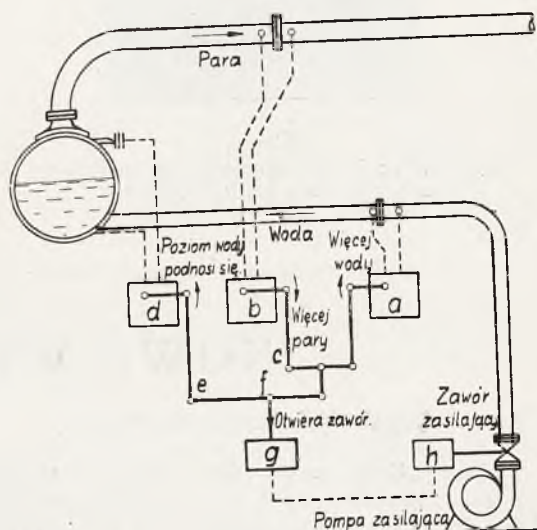 Para
Woda
Poziom wody
podnosi się
Więcej
wody
d
b
a
Więcej
pary
c
e
f
Otwiera zawór.
g
h
Zawór
zasilający
Pompa zasilająca